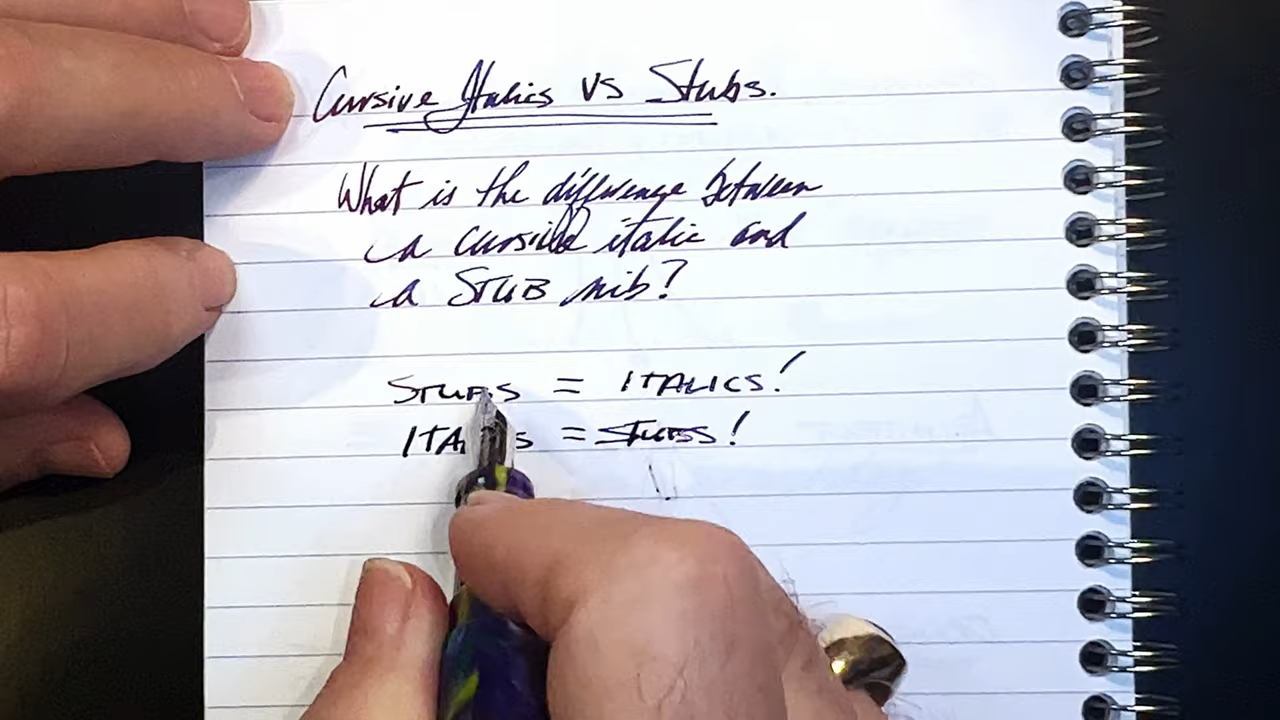 Cursive Italics vs Stubs.
What is the difference between
a cursive italic and
a STUB nib?
STUBS = ITALICS!
= STUBS!